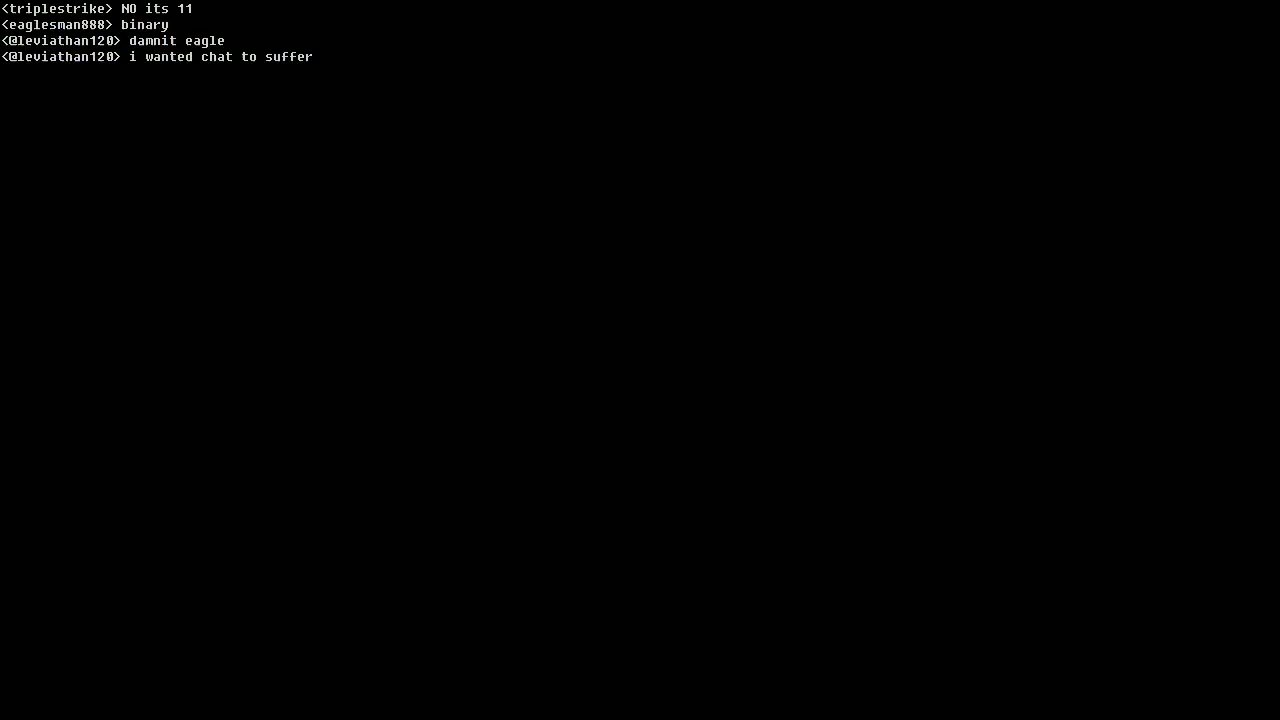 <triplestrike> NO its 11
<eaglesman888> binary
<@leviathan120> damnit eagle
<@leviathan120> i wanted chat to suffer